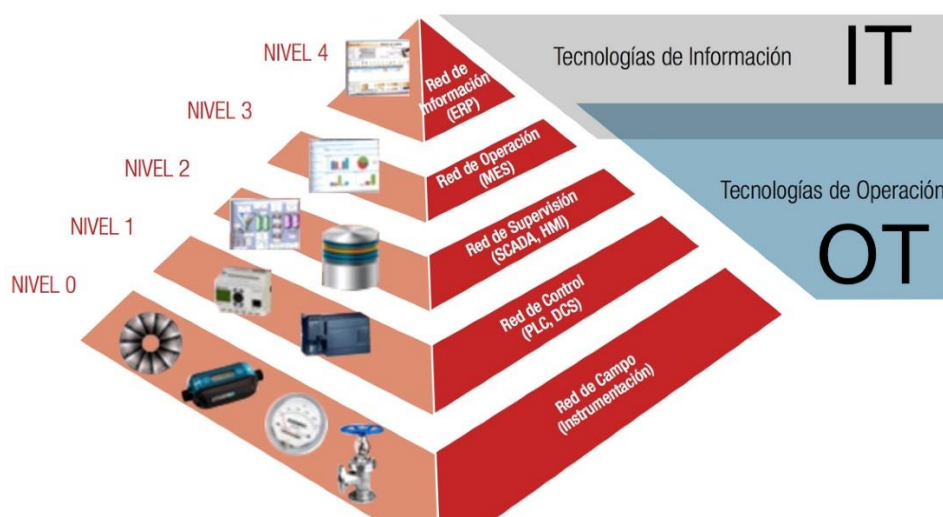 NIVEL 4
NIVEL 3
NIVEL 2
NIVEL 1
NIVEL 0
Red de
Información
(ERP)
Red de Operación
(MES)
Red de Supervisión
(SCADA, HMI)
Red de Control
(PLC, DCS)
Red de Campo
(Instrumentación)
Tecnologías de Información
IT
Tecnologías de Operación
OT